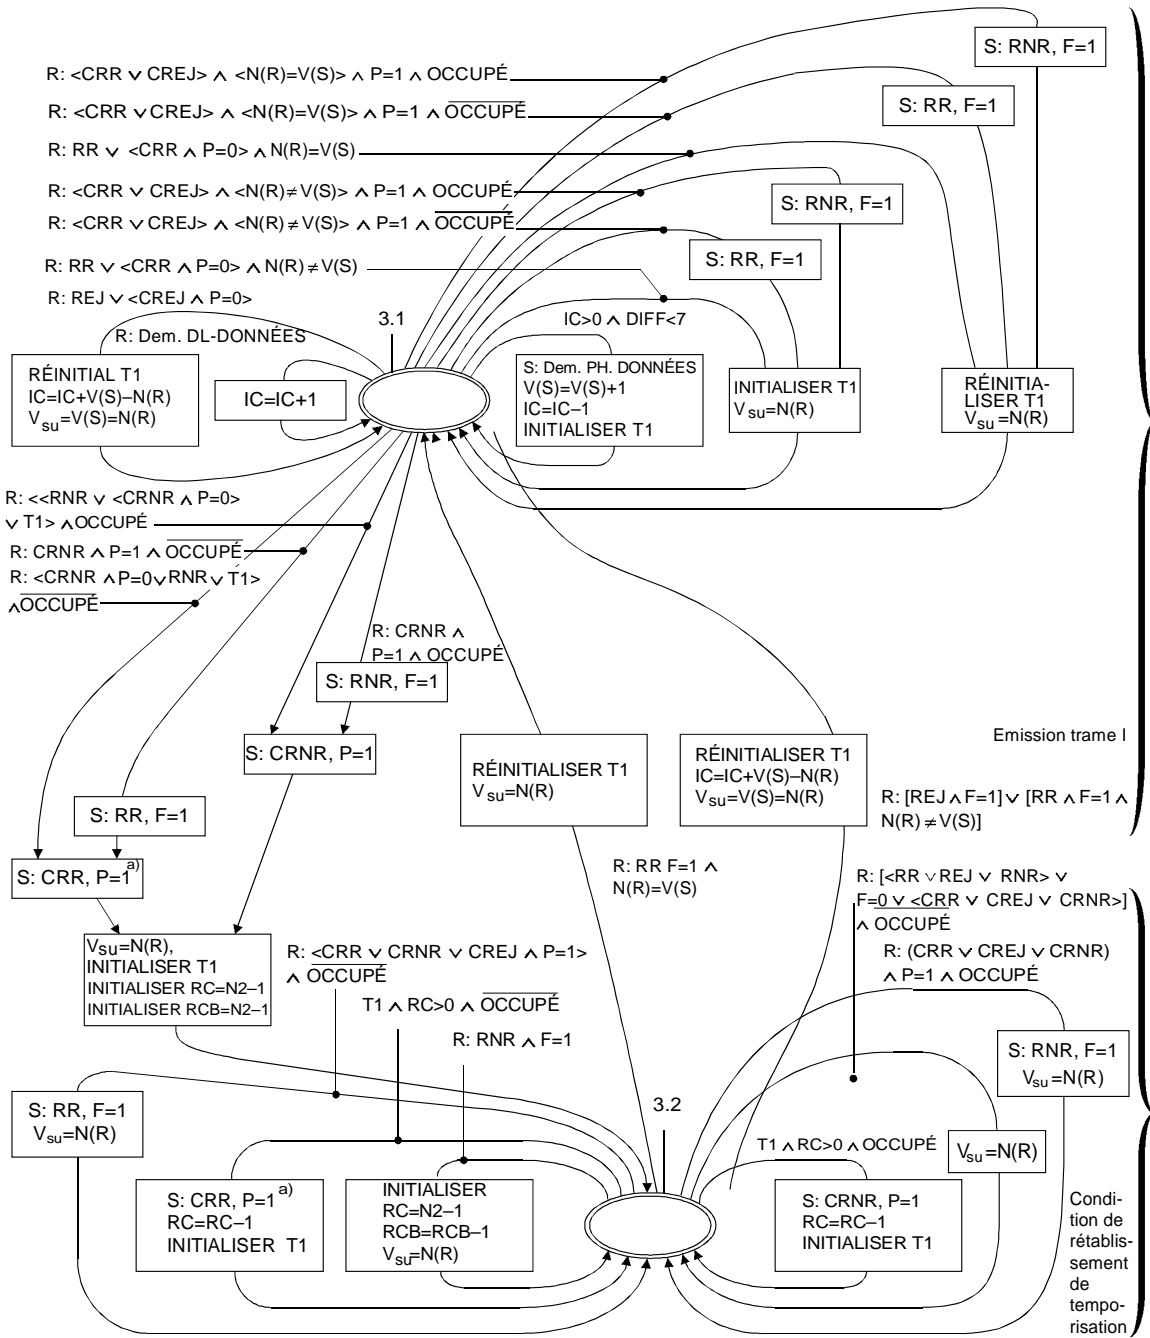 S: RNR, F=1
R: <CRR ∨ CREJ> ∧ <N(R)=V(S)> ∧ P=1 ∧ OCCUPÉ
S: RR, F=1
R: <CRR ∨ CREJ> ∧ <N(R)=V(S)> ∧ P=1 ∧ O̅C̅C̅U̅P̅É̅
R: RR ∨ <CRR ∧ P=0> ∧ N(R)=V(S)
R: <CRR ∨ CREJ> ∧ <N(R)≠V(S)> ∧ P=1 ∧ OCCUPÉ
S: RNR, F=1
R: <CRR ∨ CREJ> ∧ <N(R) ≠ V(S)> ∧ P=1 ∧ O̅C̅C̅U̅P̅É̅
S: RR, F=1
R: RR ∨ <CRR ∧ P=0> ∧ N(R) ≠ V(S)
R: REJ ∨ <CREJ ∧ P=0>
3.1
IC>0 ∧ DIFF<7
R: Dem. DL-DONNÉES
RÉINITIAL T1
IC=IC+V(S)–N(R)
Vsu=V(S)=N(R)
IC=IC+1
S: Dem. PH. DONNÉES
V(S)=V(S)+1
IC=IC–1
INITIALISER T1
INITIALISER T1
Vsu=N(R)
RÉINITIA-
LISER T1
Vsu=N(R)
R: <<RNR ∨ <CRNR ∧ P=0>
∨ T1> ∧OCCUPÉ
R: CRNR ∧ P=1 ∧ O̅C̅C̅U̅P̅É̅
R: <CRNR ∧P=0∨RNR∨T1>
∧O̅C̅C̅U̅P̅É̅
R: CRNR ∧
P=1 ∧ OCCUPÉ
S: RNR, F=1
S: CRNR, P=1
RÉINITIALISER T1
Vsu=N(R)
RÉINITIALISER T1
IC=IC+V(S)–N(R)
Vsu=V(S)=N(R)
Emission trame I
R: [REJ ∧F=1]∨ [RR ∧F=1 ∧
N(R) ≠V(S)]
S: RR, F=1
S: CRR, P=1 a)
R: RR F=1 ∧
N(R)=V(S)
R: [<RR ∨REJ ∨ RNR> ∨
F=0 ∨ <CRR ∨ CREJ ∨ CRNR>]
∧ O̅C̅C̅U̅P̅É̅
R: (CRR ∨ CREJ ∨ CRNR)
∧ P=1 ∧ OCCUPÉ
Vsu=N(R),
INITIALISER T1
INITIALISER RC=N2–1
INITIALISER RCB=N2–1
R: <CRR ∨ CRNR ∨ CREJ ∧ P=1>
∧ O̅C̅C̅U̅P̅É̅
T1 ∧ RC>0 ∧ O̅C̅C̅U̅P̅É̅
R: RNR ∧ F=1
S: RNR, F=1
Vsu=N(R)
S: RR, F=1
Vsu=N(R)
3.2
T1 ∧RC>0 ∧OCCUPÉ
Vsu=N(R)
S: CRR, P=1 a)
RC=RC–1
INITIALISER T1
INITIALISER
RC=N2–1
RCB=RCB–1
Vsu=N(R)
S: CRNR, P=1
RC=RC–1
INITIALISER T1
Condi-
tion de
rétablis-
sement
de
tempo-
risation